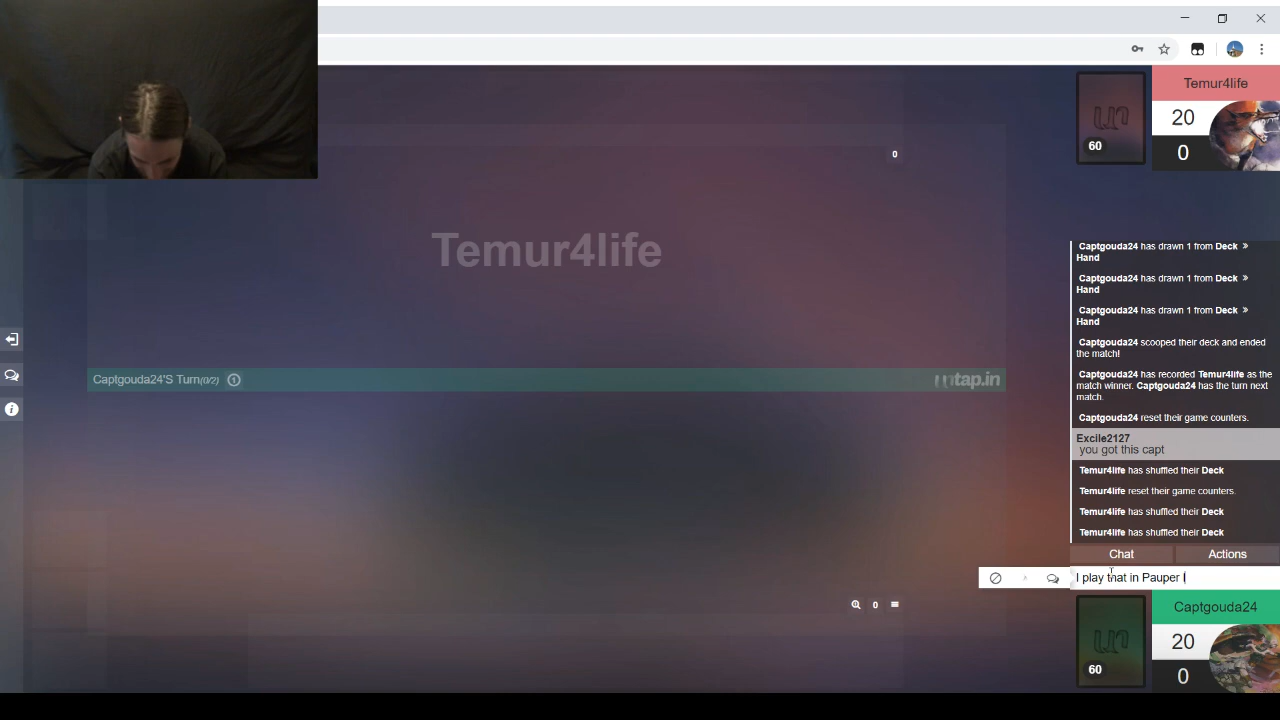 Temur4life
20
60
0
0
Temur4life
Captgouda24 has drawn 1 from Deck »
Hand
Captgouda24 has drawn 1 from Deck »
Hand
Captgouda24 has drawn 1 from Deck »
Hand
Captgouda24 scooped their deck and ended
the match!
Captgouda24 has recorded Temur4life as the
match winner. Captgouda24 has the turn next
match.
Captgouda24 reset their game counters.
Captgouda24'S Turn(0/2) 1
untap.in
Excile2127
you got this capt
Temur4life has shuffled their Deck
Temur4life reset their game counters.
Temur4life has shuffled their Deck
Temur4life has shuffled their Deck
Chat Actions
I play that in Pauper I
0
Captgouda24
20
60
0